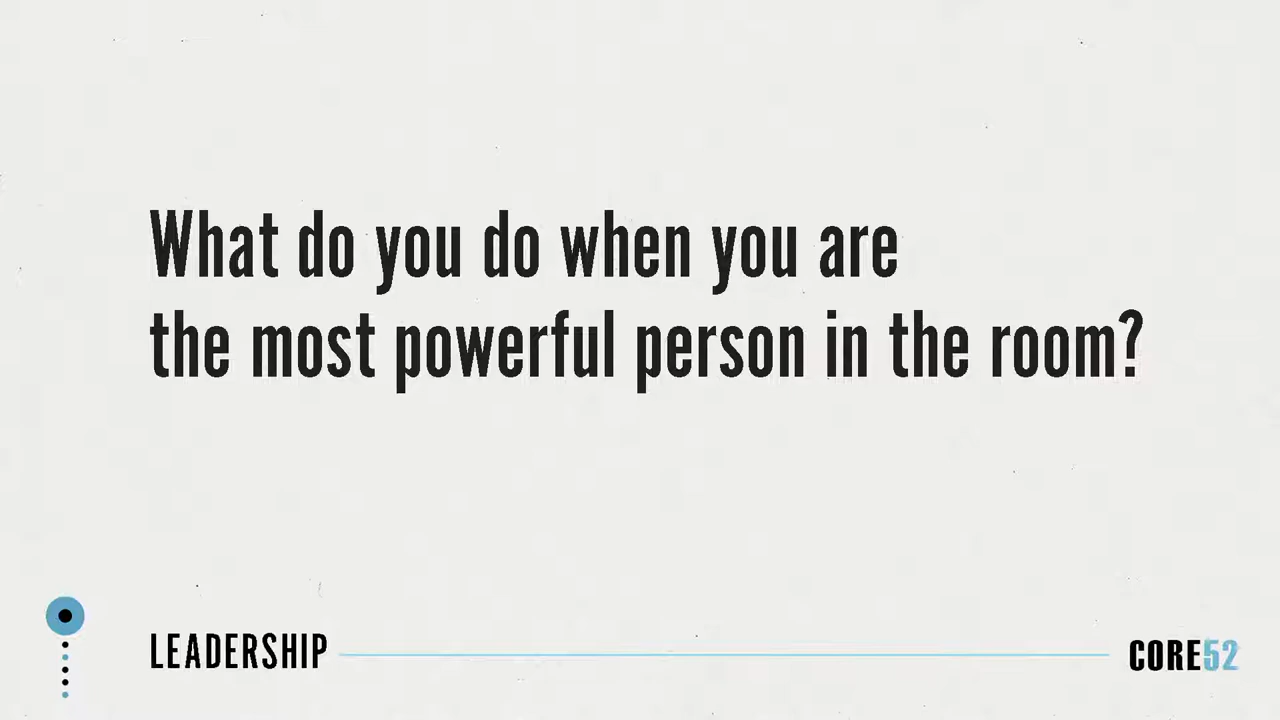 What do you do when you are
the most powerful person in the room?
LEADERSHIP
CORE52